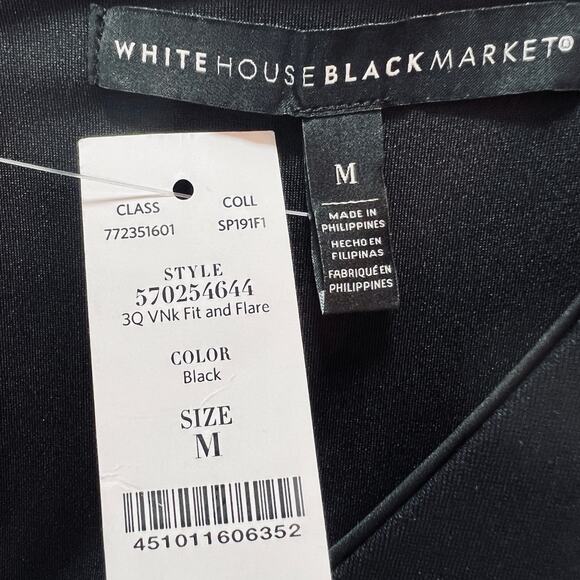 WHITE HOUSE BLACK MARKET®
M
MADE IN
PHILIPPINES
HECHO EN
FILIPINAS
FABRIQUÉ EN
PHILIPPINES
CLASS COLL
772351601 SP191F1
STYLE
570254644
3Q VNk Fit and Flare
COLOR
Black
SIZE
M
451011606352